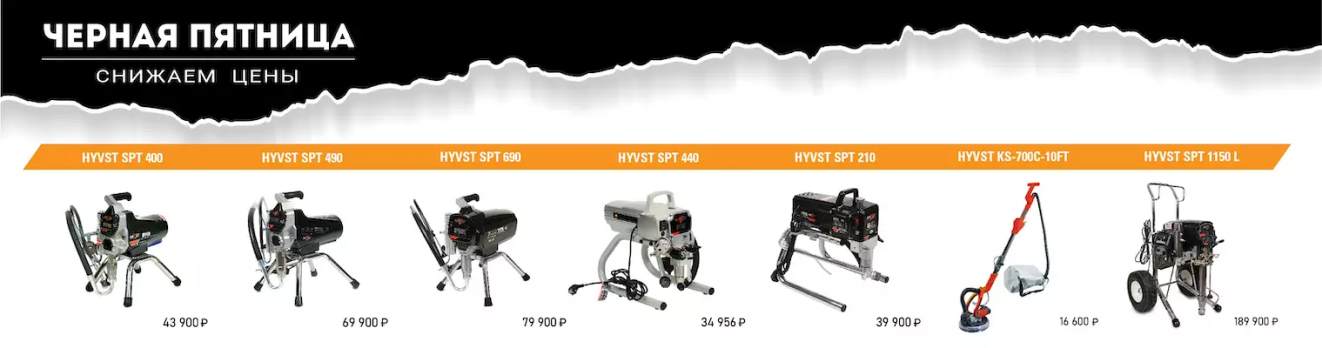 ЧЕРНАЯ ПЯТНИЦА
СНИЖАЕМ ЦЕНЫ
HYVST SPT 400 HYVST SPT 490 HYVST SPT 690 HYVST SPT 440 HYVST SPT 210 HYVST KS-700C-10FT HYVST SPT 1150 L
43 900 ₽ 69 900 ₽ 79 900 ₽ 34 956 ₽ 39 900 ₽ 16 600 ₽ 189 900 ₽